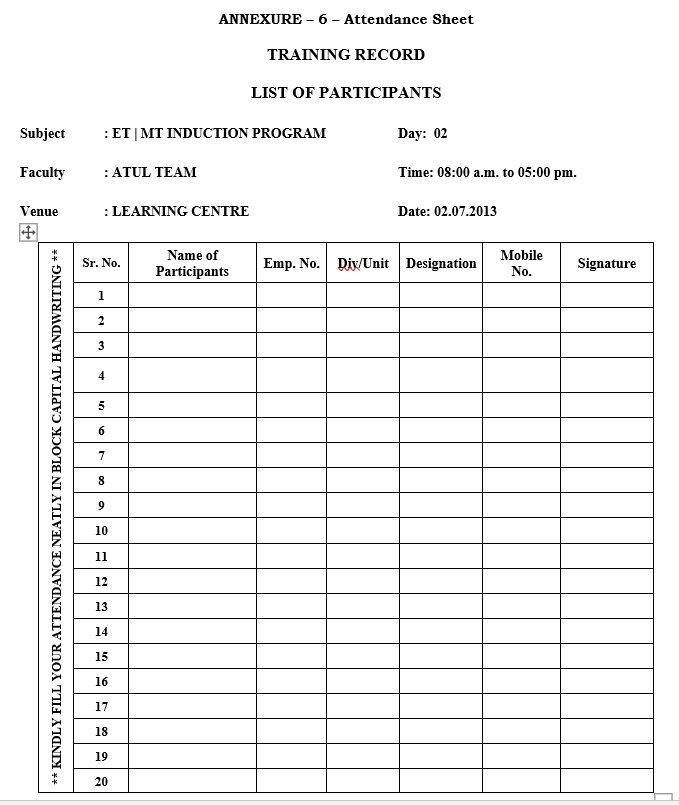 ANNEXURE – 6 – Attendance Sheet
TRAINING RECORD
LIST OF PARTICIPANTS
Subject : ET | MT INDUCTION PROGRAM Day: 02
Faculty : ATUL TEAM Time: 08:00 a.m. to 05:00 pm.
Venue : LEARNING CENTRE Date: 02.07.2013
** KINDLY FILL YOUR ATTENDANCE NEATLY IN BLOCK CAPITAL HANDWRITING **
Sr. No. Name of Participants Emp. No. Div/Unit Designation Mobile No. Signature
1
2
3
4
5
6
7
8
9
10
11
12
13
14
15
16
17
18
19
20